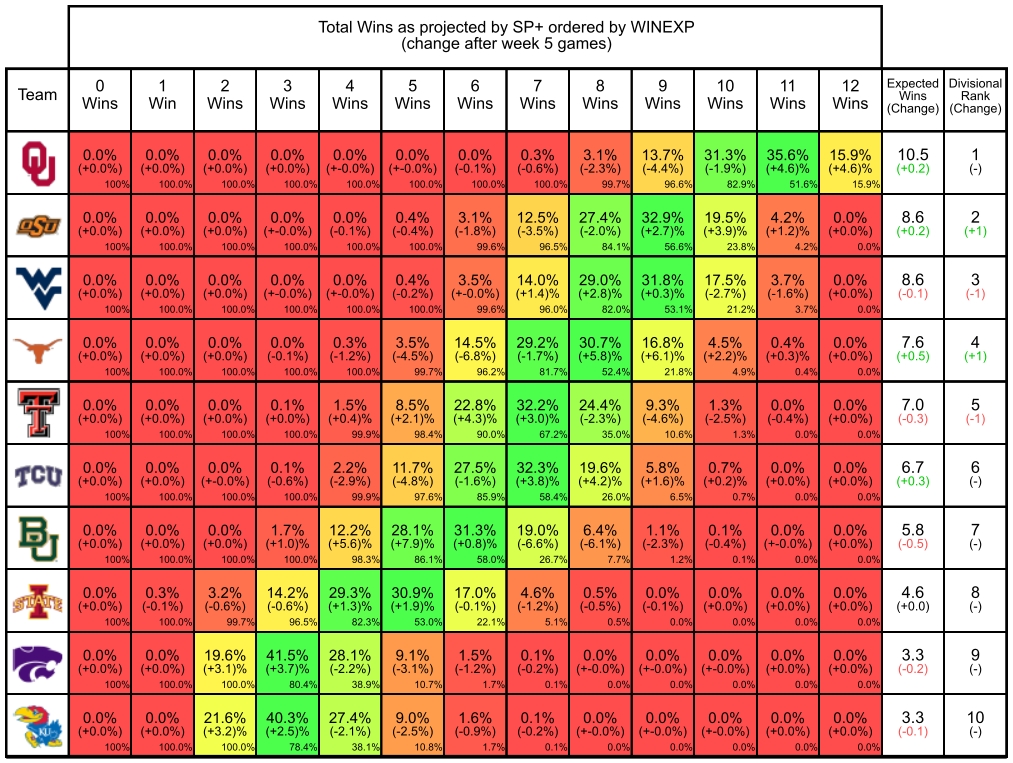 Total Wins as projected by SP+ ordered by WINEXP
(change after week 5 games)
Team 0 Wins 1 Win 2 Wins 3 Wins 4 Wins 5 Wins 6 Wins 7 Wins 8 Wins 9 Wins 10 Wins 11 Wins 12 Wins Expected Wins (Change) Divisional Rank (Change)
OU 0.0% 0.0% 0.0% 0.0% 0.0% 0.0% 0.0% 0.3% 3.1% 13.7% 31.3% 35.6% 15.9% 10.5 1
(+0.0%) (+0.0%) (+0.0%) (+0.0%) (+0.0%) (+-0.0%) (-0.1%) (-0.6%) (-2.3%) (-4.4%) (-1.9%) (+4.6)% (+4.6)% (+0.2) (-)
100% 100.0% 100.0% 100.0% 100.0% 100.0% 100.0% 100.0% 99.7% 96.6% 82.9% 51.6% 15.9%
OSU 0.0% 0.0% 0.0% 0.0% 0.0% 0.4% 3.1% 12.5% 27.4% 32.9% 19.5% 4.2% 0.0% 8.6 2
(+0.0%) (+0.0%) (+0.0%) (+-0.0%) (-0.1%) (-0.4%) (-1.8%) (-3.5%) (-2.0%) (+2.7)% (+3.9)% (+1.2)% (+0.0%) (+0.2) (+1)
100% 100.0% 100.0% 100.0% 100.0% 100.0% 99.6% 96.5% 84.1% 56.6% 23.8% 4.2% 0.0%
WV 0.0% 0.0% 0.0% 0.0% 0.0% 0.4% 3.5% 14.0% 29.0% 31.8% 17.5% 3.7% 0.0% 8.6 3
(+0.0%) (+0.0%) (+0.0%) (+-0.0%) (+-0.0%) (-0.2%) (+-0.0%) (+1.4)% (+2.8)% (+0.3)% (-2.7%) (-1.6%) (+0.0%) (-0.1) (-1)
100% 100.0% 100.0% 100.0% 100.0% 100.0% 99.6% 96.0% 82.0% 53.1% 21.2% 3.7% 0.0%
0.0% 0.0% 0.0% 0.0% 0.3% 3.5% 14.5% 29.2% 30.7% 16.8% 4.5% 0.4% 0.0% 7.6 4
(+0.0%) (+0.0%) (+0.0%) (-0.1%) (-1.2%) (-4.5%) (-6.8%) (-1.7%) (+5.8)% (+6.1)% (+2.2)% (+0.3)% (+0.0%) (+0.5) (+1)
100% 100.0% 100.0% 100.0% 100.0% 99.7% 96.2% 81.7% 52.4% 21.8% 4.9% 0.4% 0.0%
TT 0.0% 0.0% 0.0% 0.1% 1.5% 8.5% 22.8% 32.2% 24.4% 9.3% 1.3% 0.0% 0.0% 7.0 5
(+0.0%) (+0.0%) (+0.0%) (+0.0%) (+0.4)% (+2.1)% (+4.3)% (+3.0)% (-2.3%) (-4.6%) (-2.5%) (-0.4%) (+0.0%) (-0.3) (-1)
100% 100.0% 100.0% 100.0% 99.9% 98.4% 90.0% 67.2% 35.0% 10.6% 1.3% 0.0% 0.0%
TCU 0.0% 0.0% 0.0% 0.1% 2.2% 11.7% 27.5% 32.3% 19.6% 5.8% 0.7% 0.0% 0.0% 6.7 6
(+0.0%) (+0.0%) (+-0.0%) (-0.6%) (-2.9%) (-4.8%) (-1.6%) (+3.8)% (+4.2)% (+1.6)% (+0.2)% (+0.0%) (+0.0%) (+0.3) (-)
100% 100.0% 100.0% 100.0% 99.9% 97.6% 85.9% 58.4% 26.0% 6.5% 0.7% 0.0% 0.0%
BU 0.0% 0.0% 0.0% 1.7% 12.2% 28.1% 31.3% 19.0% 6.4% 1.1% 0.1% 0.0% 0.0% 5.8 7
(+0.0%) (+0.0%) (+0.0%) (+1.0)% (+5.6)% (+7.9)% (+0.8)% (-6.6%) (-6.1%) (-2.3%) (-0.4%) (+-0.0%) (+0.0%) (-0.5) (-)
100% 100.0% 100.0% 100.0% 98.3% 86.1% 58.0% 26.7% 7.7% 1.2% 0.1% 0.0% 0.0%
I STATE 0.0% 0.3% 3.2% 14.2% 29.3% 30.9% 17.0% 4.6% 0.5% 0.0% 0.0% 0.0% 0.0% 4.6 8
(+0.0%) (-0.1%) (-0.6%) (-0.6%) (+1.3)% (+1.9)% (-0.1%) (-1.2%) (-0.5%) (-0.1%) (+0.0%) (+0.0%) (+0.0%) (+0.0) (-)
100% 100.0% 99.7% 96.5% 82.3% 53.0% 22.1% 5.1% 0.5% 0.0% 0.0% 0.0% 0.0%
0.0% 0.0% 19.6% 41.5% 28.1% 9.1% 1.5% 0.1% 0.0% 0.0% 0.0% 0.0% 0.0% 3.3 9
(+0.0%) (+0.0%) (+3.1)% (+3.7)% (-2.2%) (-3.1%) (-1.2%) (-0.2%) (+-0.0%) (+-0.0%) (+-0.0%) (+0.0%) (+0.0%) (-0.2) (-)
100% 100.0% 100.0% 80.4% 38.9% 10.7% 1.7% 0.1% 0.0% 0.0% 0.0% 0.0% 0.0%
KU 0.0% 0.0% 21.6% 40.3% 27.4% 9.0% 1.6% 0.1% 0.0% 0.0% 0.0% 0.0% 0.0% 3.3 10
(+0.0%) (+0.0%) (+3.2)% (+2.5)% (-2.1%) (-2.5%) (-0.9%) (-0.2%) (+-0.0%) (+-0.0%) (+-0.0%) (+0.0%) (+0.0%) (-0.1) (-)
100% 100.0% 100.0% 78.4% 38.1% 10.8% 1.7% 0.1% 0.0% 0.0% 0.0% 0.0% 0.0%